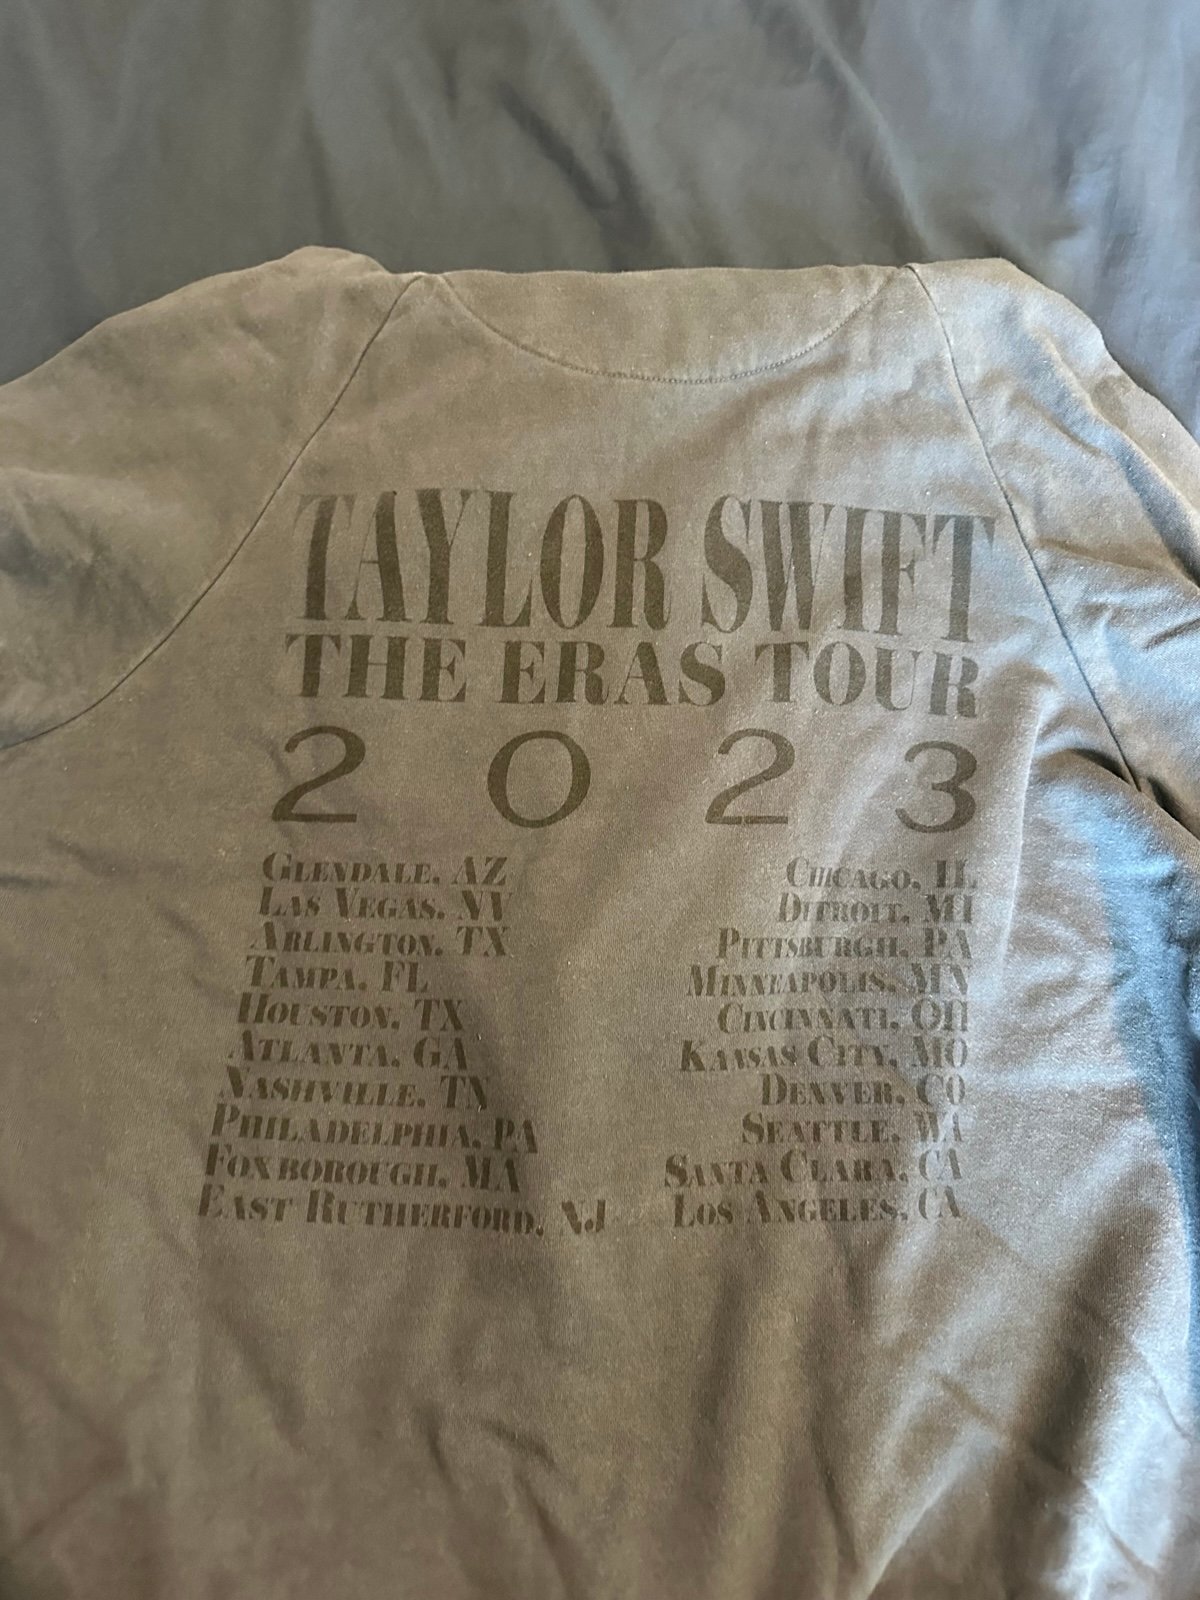 TAYLOR SWIFT
THE ERAS TOUR
2023
GLENDALE, AZ
LAS VEGAS, NV
ARLINGTON, TX
TAMPA, FL
HOUSTON, TX
ATLANTA, GA
NASHVILLE, TN
PHILADELPHIA, PA
FOXBOROUGH, MA
EAST RUTHERFORD, NJ
CHICAGO, IL
DETROIT, MI
PITTSBURGH, PA
MINNEAPOLIS, MN
CINCINNATI, OH
KANSAS CITY, MO
DENVER, CO
SEATTLE, WA
SANTA CLARA, CA
LOS ANGELES, CA